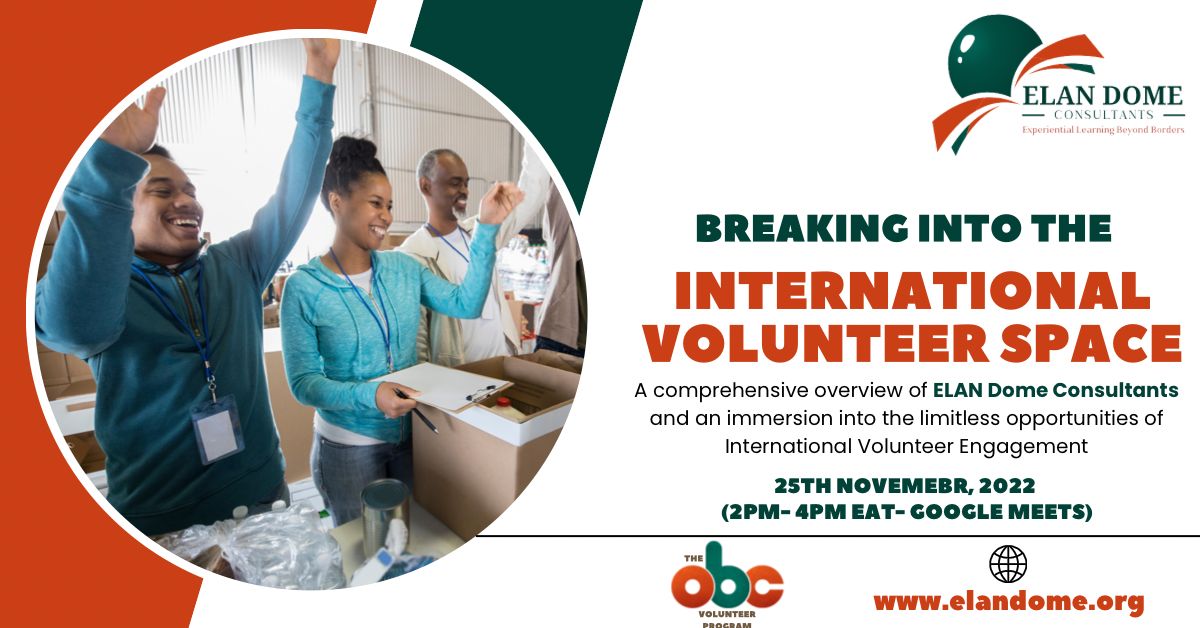 ELAN DOME
CONSULTANTS
Experiential Learning Beyond Borders
BREAKING INTO THE
INTERNATIONAL
VOLUNTEER SPACE
A comprehensive overview of ELAN Dome Consultants
and an immersion into the limitless opportunities of
International Volunteer Engagement
25TH NOVEMEBR, 2022
(2PM- 4PM EAT- GOOGLE MEETS)
THE
obc
VOLUNTEER
PROGRAM
www.elandome.org